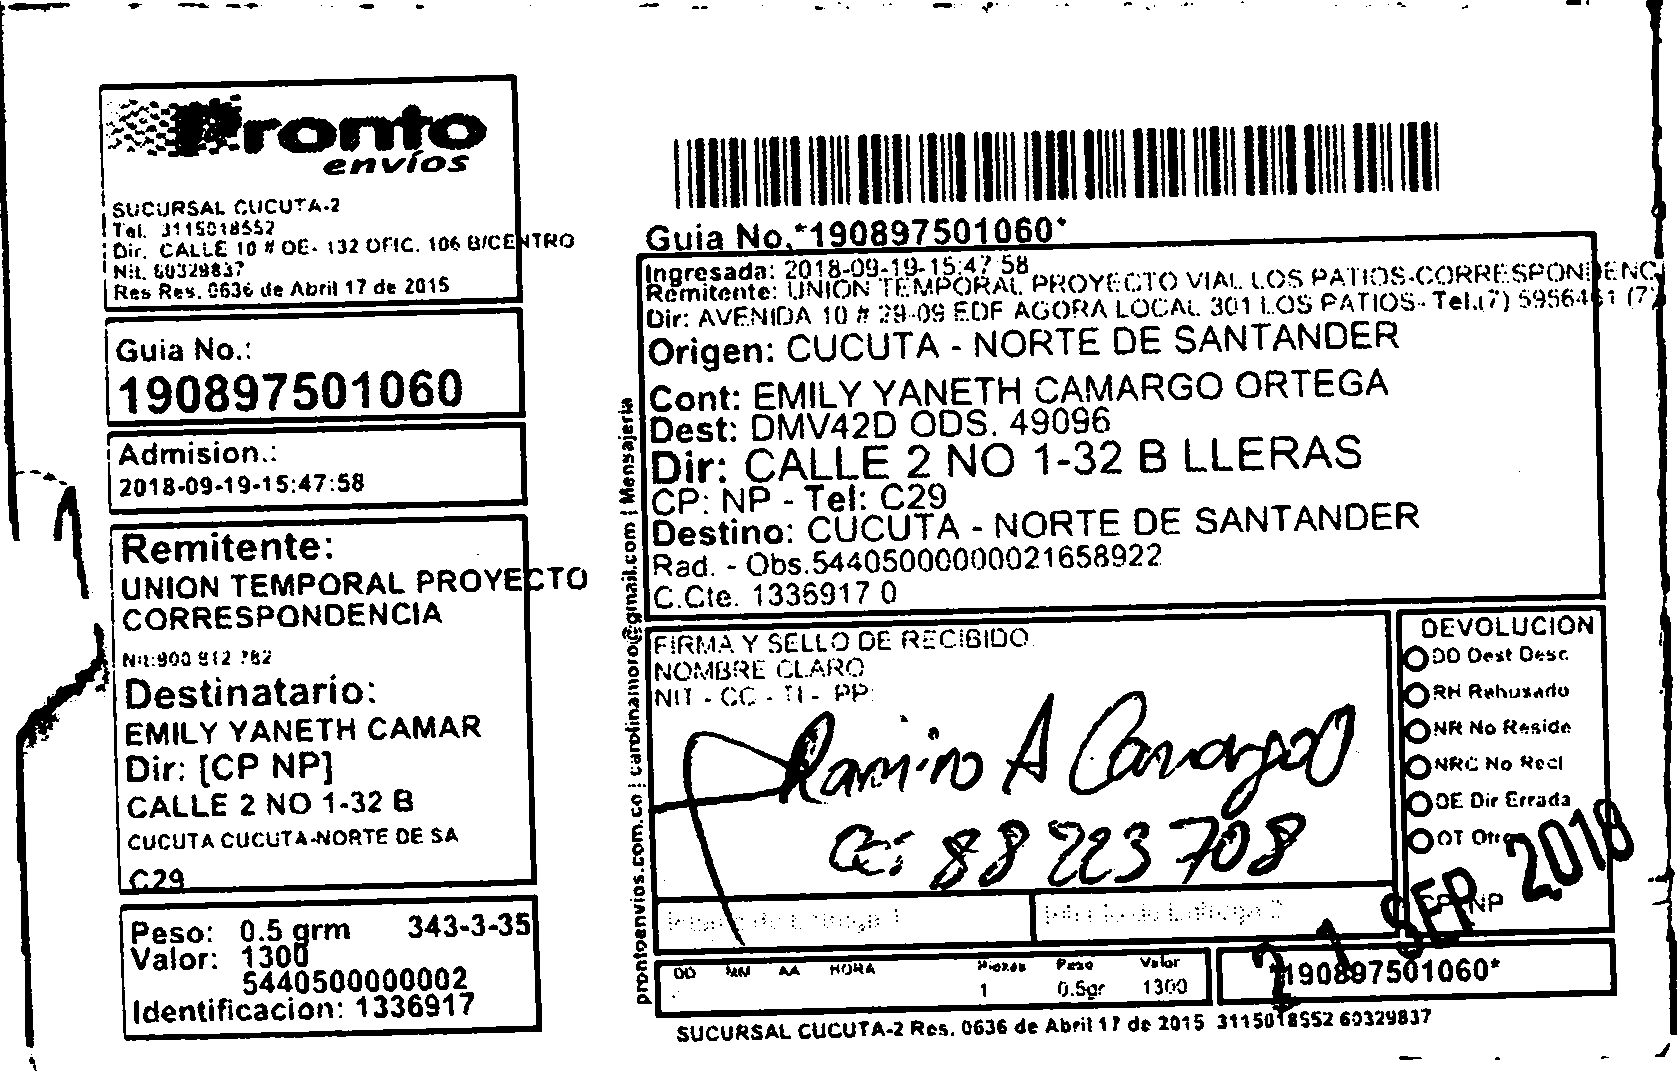 Pronto
envíos
SUCURSAL CUCUTA-2
Tel. 3115018552
Dir. CALLE 10 # OE- 132 OFIC. 106 B/CENTRO
Nit. 60329837
Res Res. 0636 de Abril 17 de 2015
Guia No.:
190897501060
Admision.:
2018-09-19-15:47:58
Remitente:
UNION TEMPORAL PROYECTO
CORRESPONDENCIA
Nit:900 912 782
Destinatario:
EMILY YANETH CAMAR
Dir: [CP NP]
CALLE 2 NO 1-32 B
CUCUTA CUCUTA-NORTE DE SA
C29
Peso: 0.5 grm 343-3-35
Valor: 1300
5440500000002
Identificacion: 1336917
prontoenvios.com.co | carolinamoro@gmail.com | Mensajeria
Guia No.*190897501060*
Ingresada: 2018-09-19-15:47:58
Remitente: UNION TEMPORAL PROYECTO VIAL LOS PATIOS-CORRESPONDENC
Dir: AVENIDA 10 # 29-09 EDF AGORA LOCAL 301 LOS PATIOS- Tel.(7) 5956461 (7)
Origen: CUCUTA - NORTE DE SANTANDER
Cont: EMILY YANETH CAMARGO ORTEGA
Dest: DMV42D ODS. 49096
Dir: CALLE 2 NO 1-32 B LLERAS
CP: NP - Tel: C29
Destino: CUCUTA - NORTE DE SANTANDER
Rad. - Obs.54405000000021658922
C.Cte. 1336917 0
FIRMA Y SELLO DE RECIBIDO
NOMBRE CLARO
NIT - CC - TI - PP:
Ramiro A Camargo
CC: 88223708
DEVOLUCION
DD Dest Desc
RH Rehusado
NR No Reside
NRC No Recl
DE Dir Errada
OT Otro
CP: NP
21 SEP 2018
DD MM AA HORA Piezas Peso Valor
1 0.5gr 1300
*190897501060*
SUCURSAL CUCUTA-2 Res. 0636 de Abril 17 de 2015 3115018552 60329837